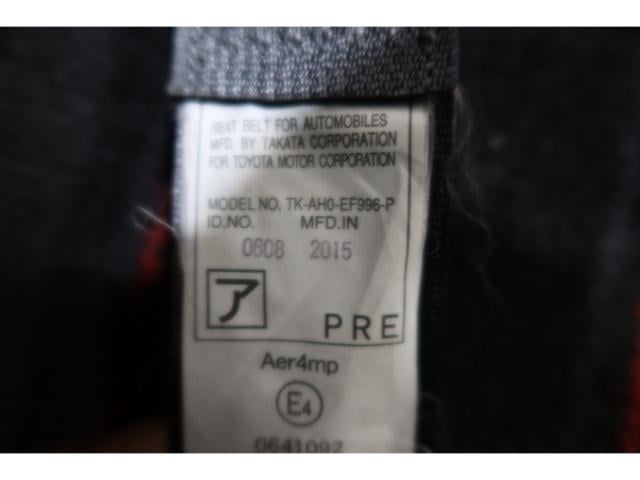 SEAT BELT FOR AUTOMOBILES
MFD. BY TAKATA CORPORATION
FOR TOYOTA MOTOR CORPORATION
MODEL NO. TK-AH0-EF996-P
ID.NO. MFD.IN
0608 2015
ア
PRE
Aer4mp
E4
0641092